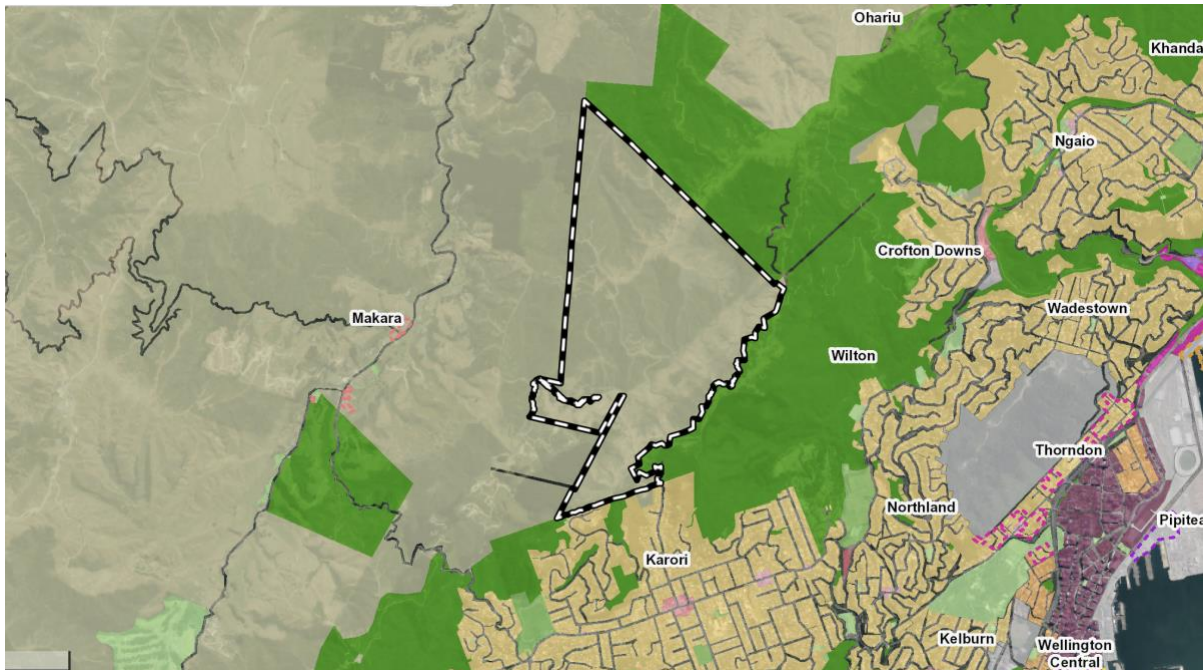 Ohariu
Khanda
Ngaio
Crofton Downs
Makara
Wadestown
Wilton
Thorndon
Northland
Pipitea
Karori
Kelburn
Wellington
Central